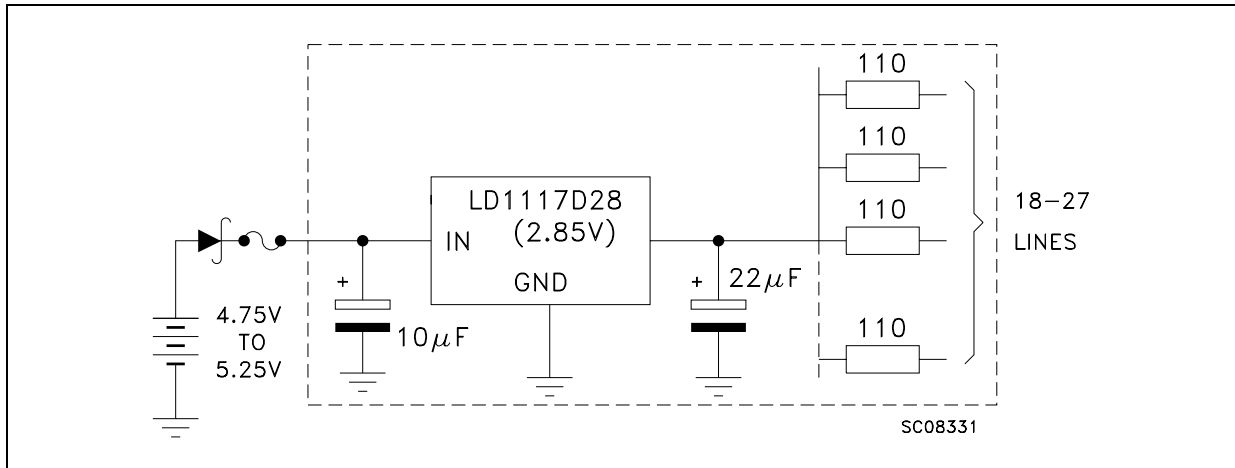 110
110
110
110
18-27
LINES
LD1117D28
(2.85V)
IN
GND
+
10μF
+
22μF
4.75V
TO
5.25V
SC08331